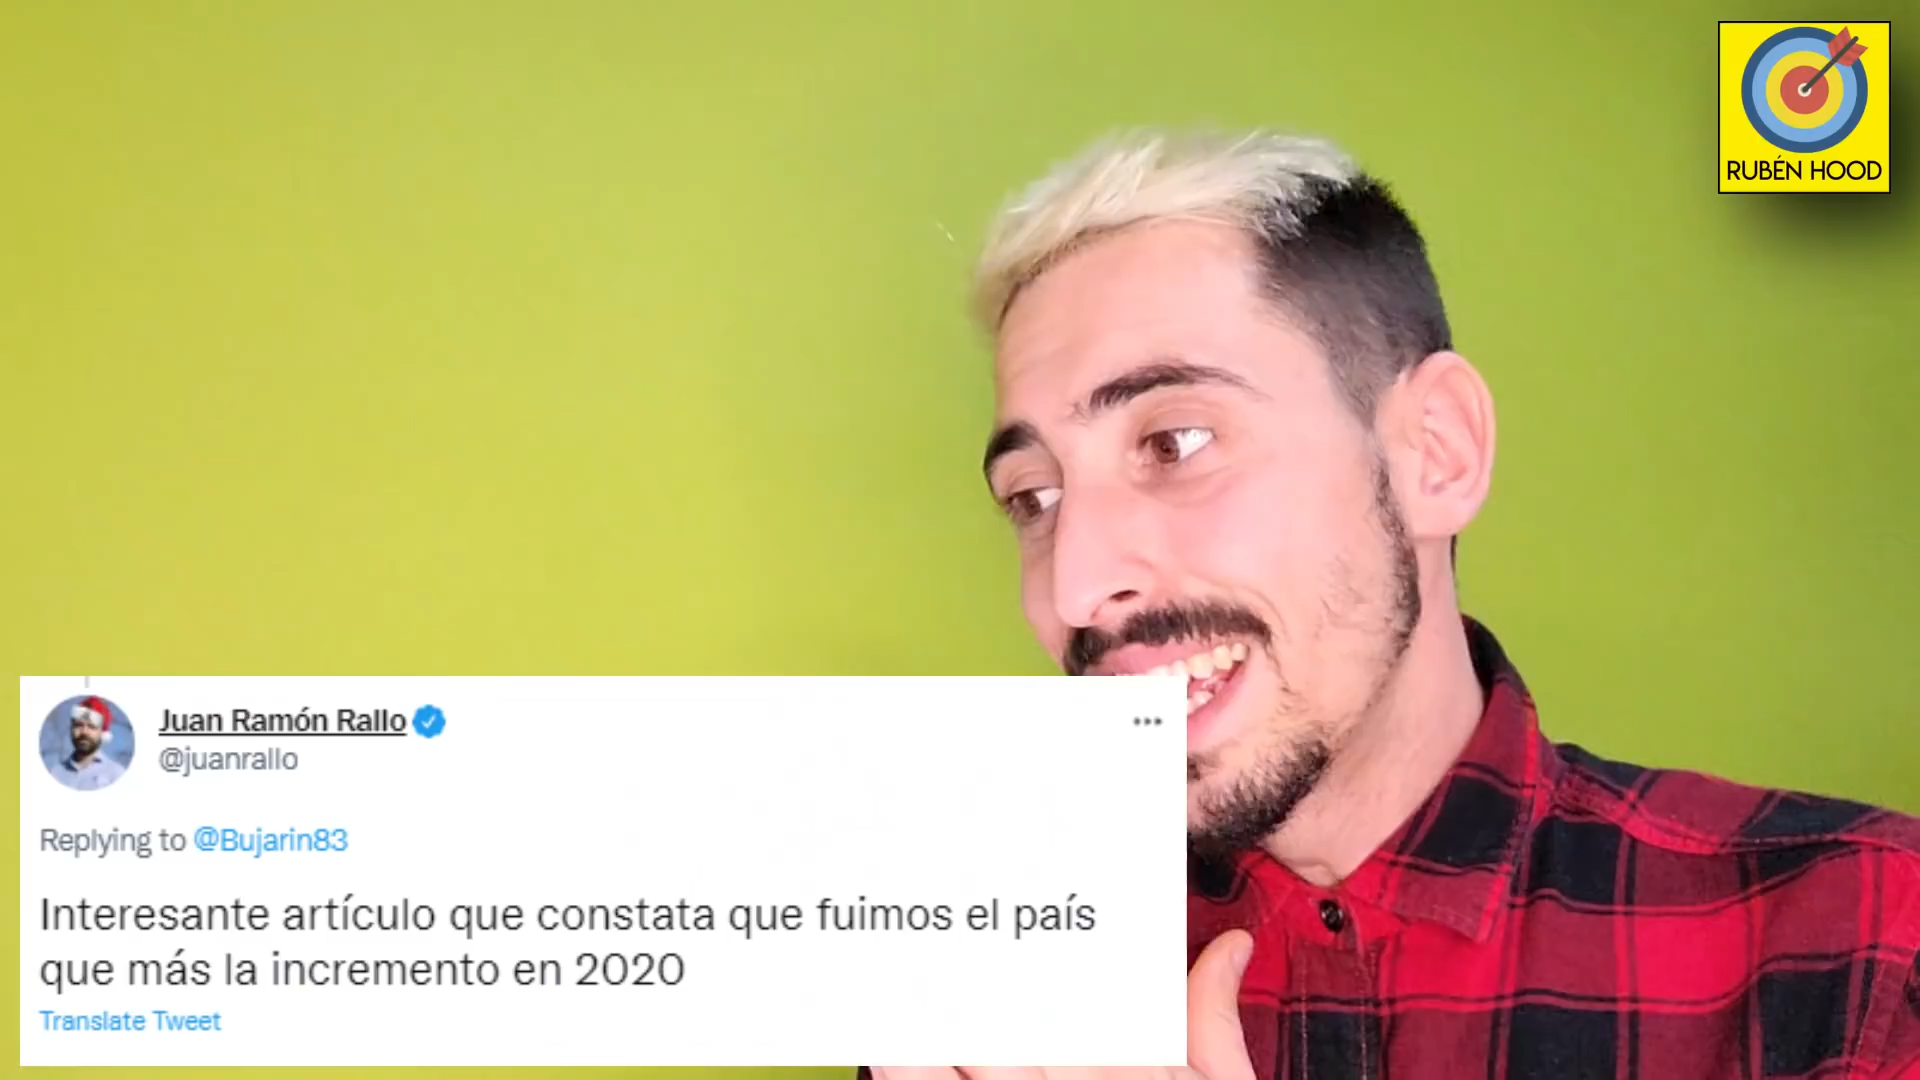 RUBÉN HOOD
Juan Ramón Rallo
@juanrallo
Replying to @Bujarin83
Interesante artículo que constata que fuimos el país
que más la incremento en 2020
Translate Tweet